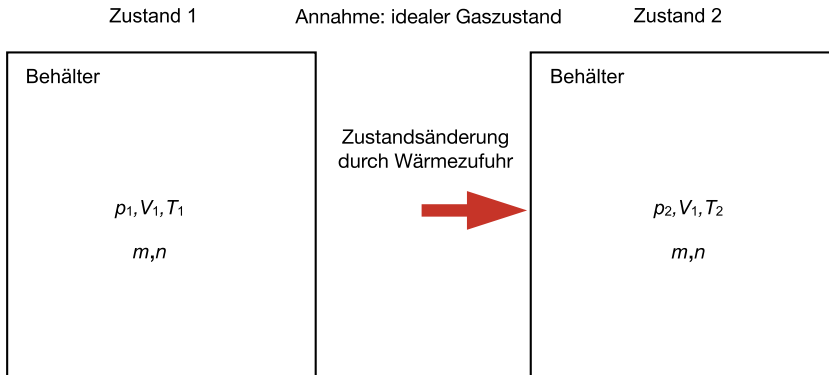 Zustand 1
Annahme: idealer Gaszustand
Zustand 2
Behälter
p₁,V₁,T₁
m,n
Zustandsänderung
durch Wärmezufuhr
Behälter
p₂,V₁,T₂
m,n